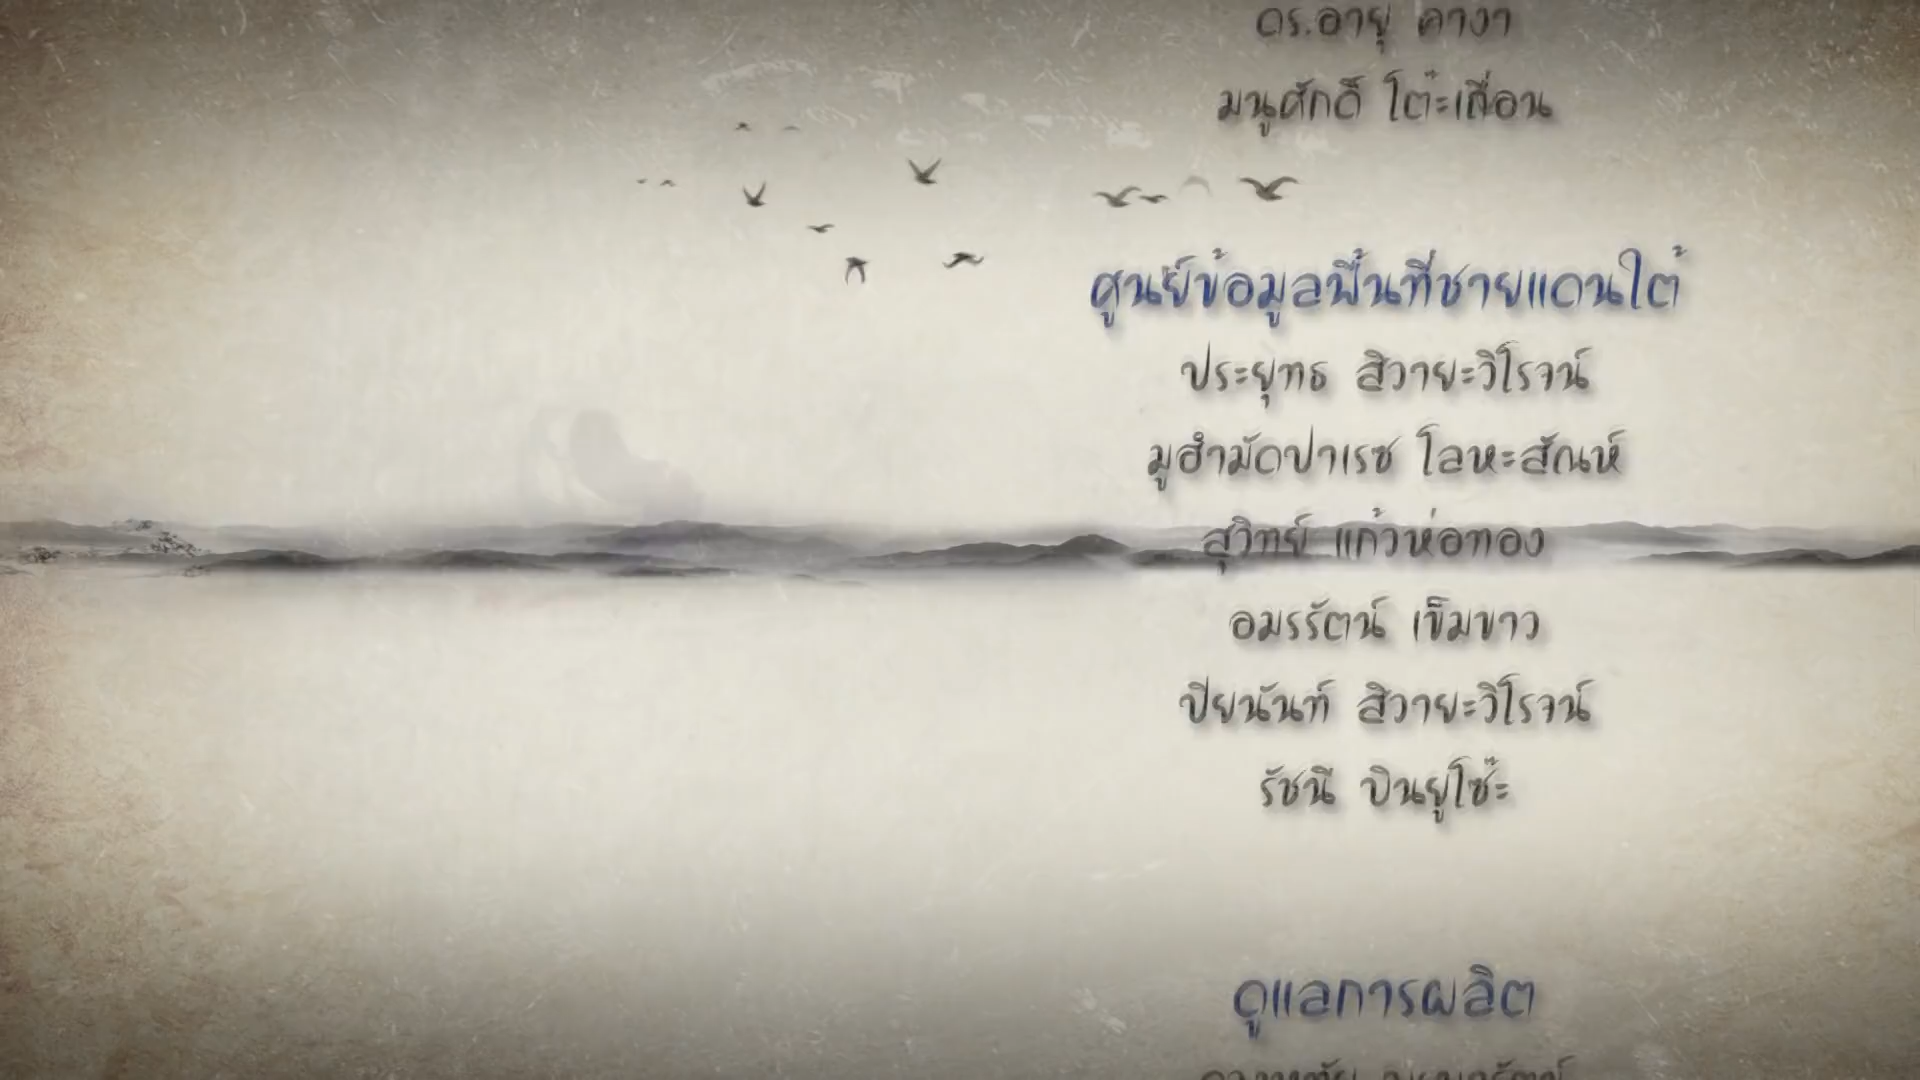 ดร.อายุ คางา
มนูศักดิ์ โต๊ะเถื่อน
ศูนย์ข้อมูลพื้นที่ชายแดนใต้
ประยุทธ สิวายะวิโรจน์
มูฮำมัดปาเรซ โลหะสัณห์
สุวิทย์ แก้วห่อทอง
อมรรัตน์ เข็มขาว
ปิยนันท์ สิวายะวิโรจน์
รัชนี บินยูโซ๊ะ
ดูแลการผลิต